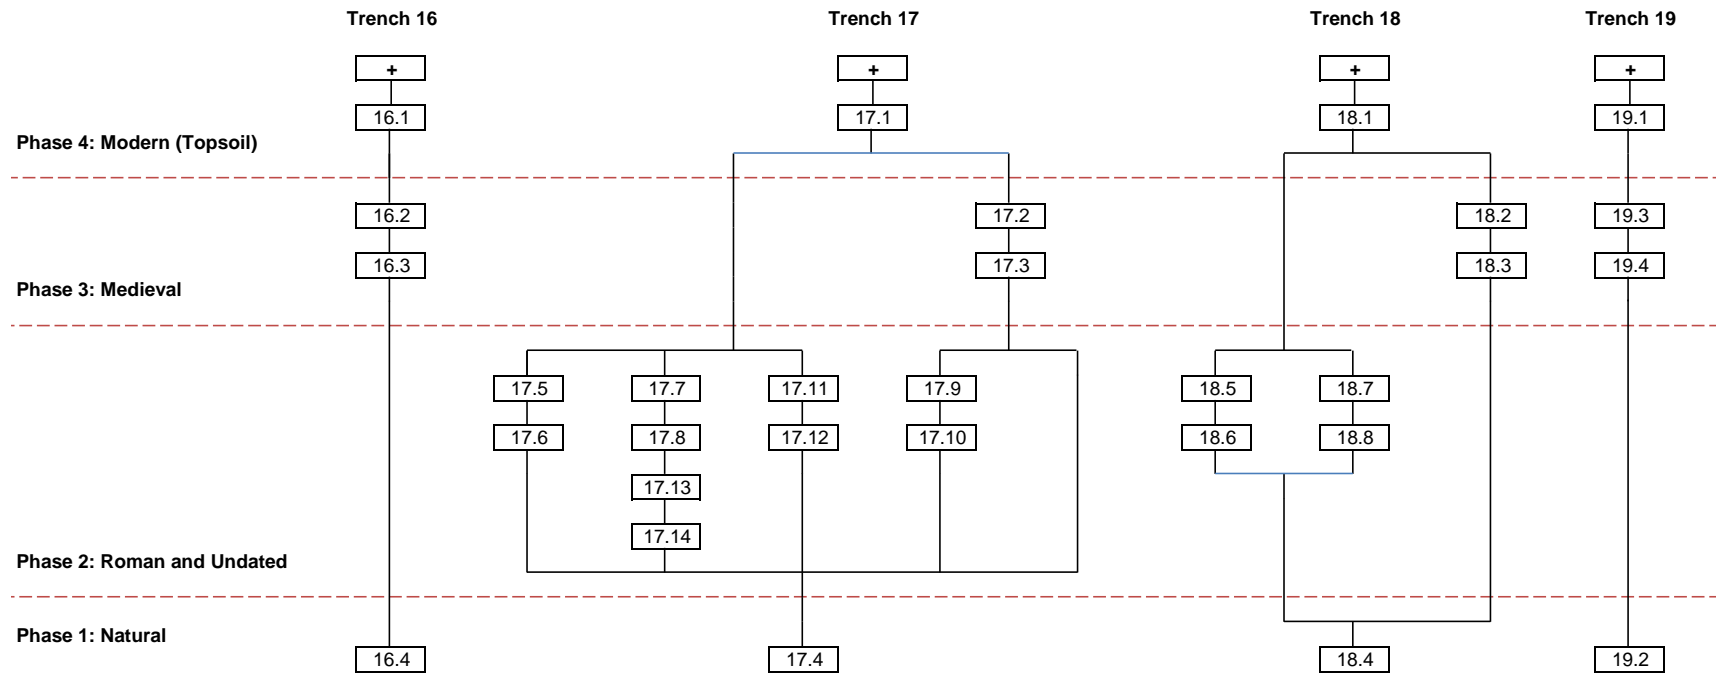 Trench 16 Trench 17 Trench 18 Trench 19
+ + + +
16.1 17.1 18.1 19.1
Phase 4: Modern (Topsoil)
16.2 17.2 18.2 19.3
16.3 17.3 18.3 19.4
Phase 3: Medieval
17.5 17.7 17.11 17.9 18.5 18.7
17.6 17.8 17.12 17.10 18.6 18.8
17.13
17.14
Phase 2: Roman and Undated
Phase 1: Natural
16.4 17.4 18.4 19.2